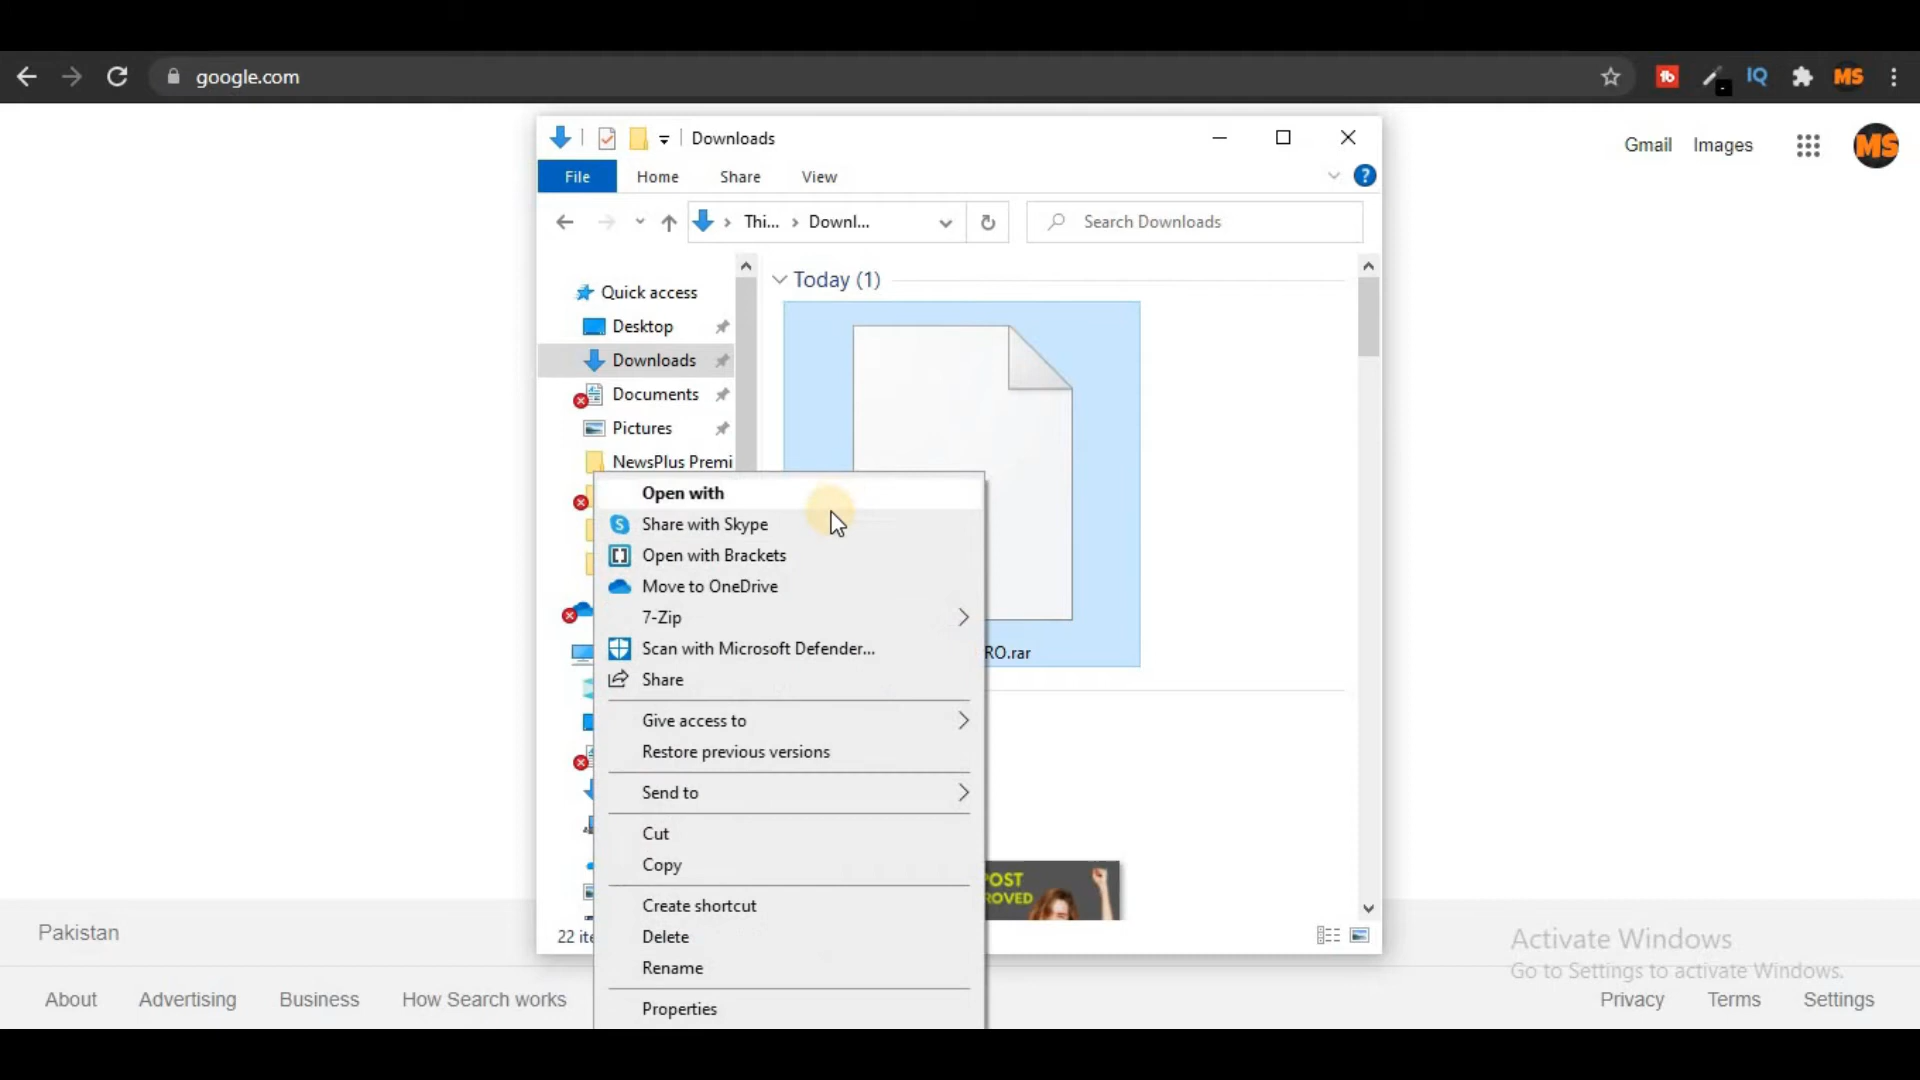 google.com
IQ
MS
Downloads
File
Home
Share
View
Thi...
Downl...
Search Downloads
Gmail
Images
MS
Quick access
Today (1)
Desktop
Downloads
Documents
Pictures
NewsPlus Premi
Open with
Share with Skype
Open with Brackets
Move to OneDrive
7-Zip
Scan with Microsoft Defender...
Share
RO.rar
Give access to
Restore previous versions
Send to
Cut
Copy
Create shortcut
Delete
Rename
Properties
POST
ROVED
22 ite
Pakistan
Activate Windows
Go to Settings to activate Windows.
About
Advertising
Business
How Search works
Privacy
Terms
Settings